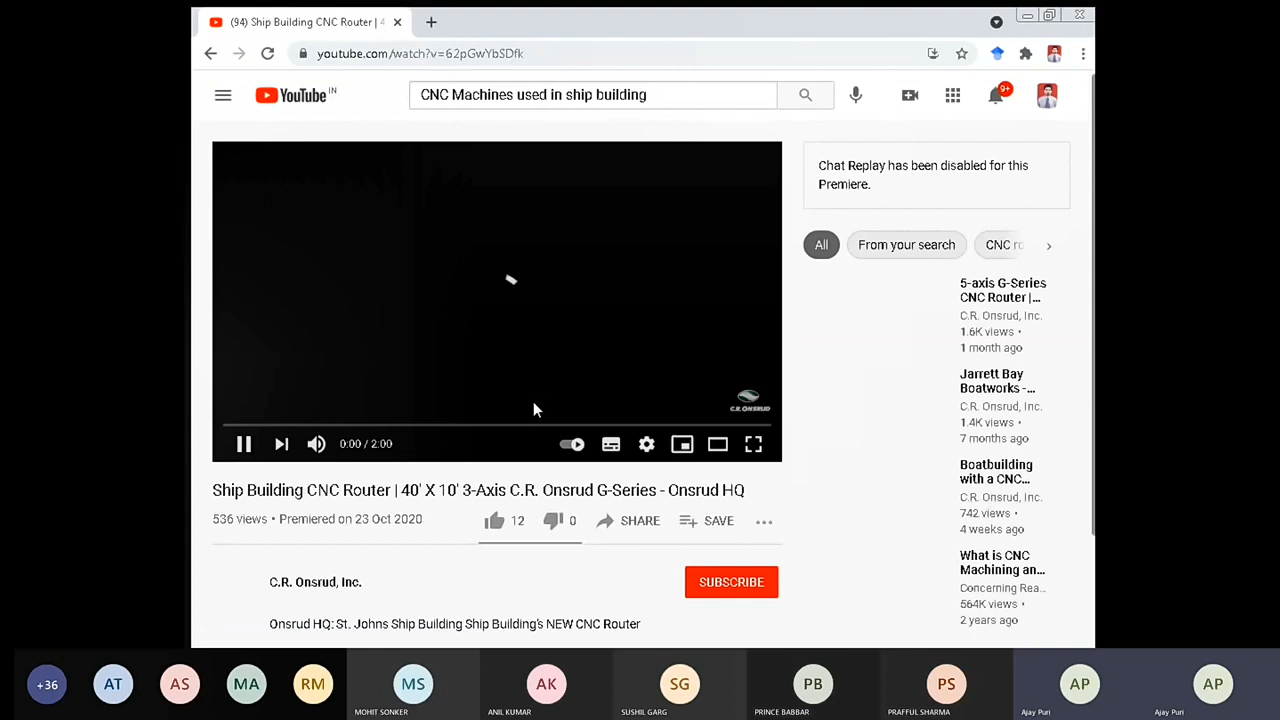 (94) Ship Building CNC Router | 4
youtube.com/watch?v=62pGwYbSDfk
YouTube IN
CNC Machines used in ship building
9+
Chat Replay has been disabled for this
Premiere.
All
From your search
CNC ro
C.R. ONSRUD
0:00 / 2:00
Ship Building CNC Router | 40' X 10' 3-Axis C.R. Onsrud G-Series - Onsrud HQ
536 views • Premiered on 23 Oct 2020
12
0
SHARE
SAVE
C.R. Onsrud, Inc.
SUBSCRIBE
Onsrud HQ: St. Johns Ship Building Ship Building's NEW CNC Router
5-axis G-Series
CNC Router |...
C.R. Onsrud, Inc.
1.6K views •
1 month ago
Jarrett Bay
Boatworks -...
C.R. Onsrud, Inc.
1.4K views •
7 months ago
Boatbuilding
with a CNC...
C.R. Onsrud, Inc.
742 views •
4 weeks ago
What is CNC
Machining an...
Concerning Rea...
564K views •
2 years ago
+36
AT
AS
MA
RM
MS
MOHIT SONKER
AK
ANIL KUMAR
SG
SUSHIL GARG
PB
PRINCE BABBAR
PS
PRAFFUL SHARMA
AP
Ajay Puri
AP
Ajay Puri